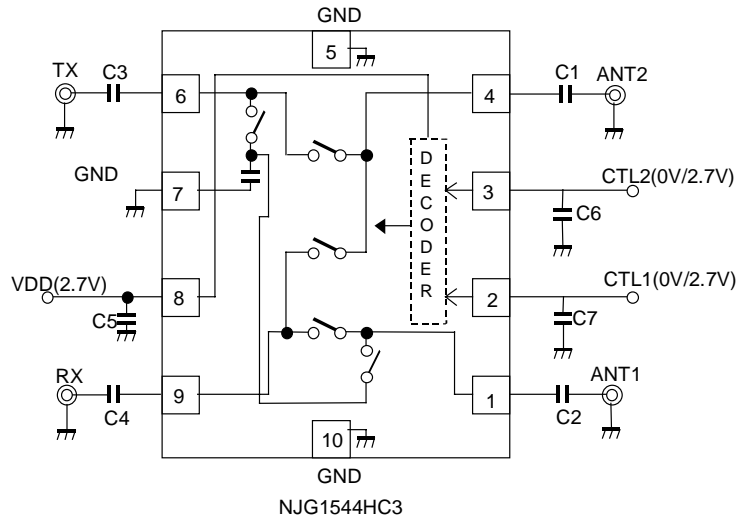 GND
5
TX
C3
6
4
C1
ANT2
GND
7
DECODER
3
CTL2(0V/2.7V)
C6
VDD(2.7V)
8
C5
2
CTL1(0V/2.7V)
C7
RX
C4
9
1
C2
ANT1
10
GND
NJG1544HC3